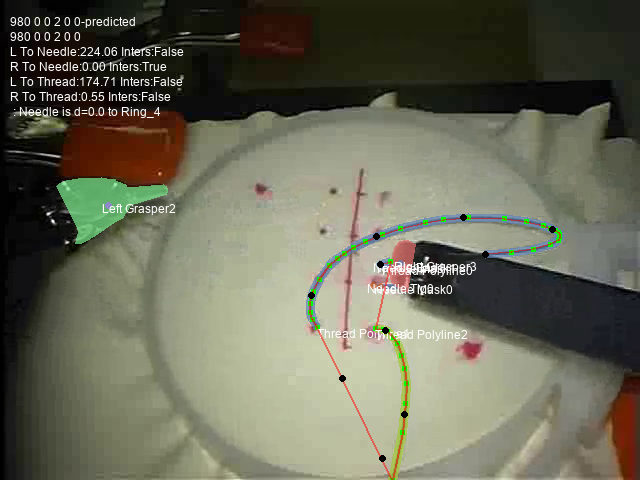 980 0 0 2 0 0-predicted
980 0 0 2 0 0
L To Needle:224.06 Inters:False
R To Needle:0.00 Inters:True
L To Thread:174.71 Inters:False
R To Thread:0.55 Inters:False
: Needle is d=0.0 to Ring_4
Left Grasper2
Thread Polyline2